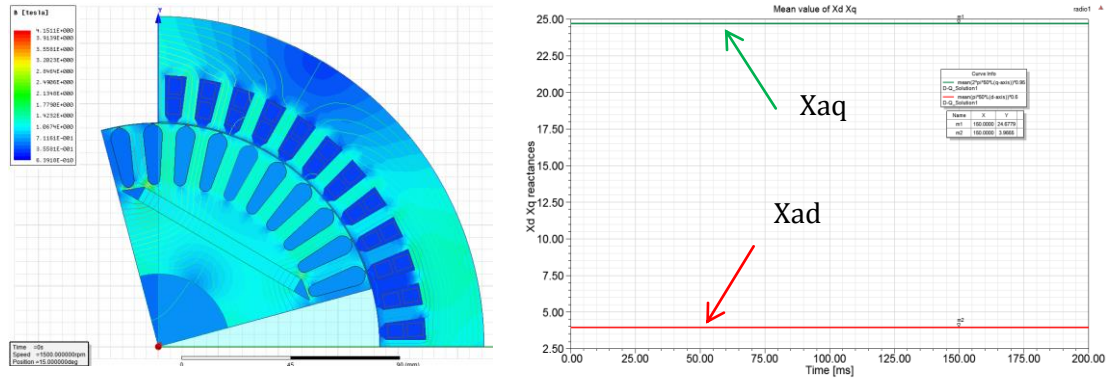 B [tesla]
4.1511E+000
3.9139E+000
3.5581E+000
3.2023E+000
2.8464E+000
2.4906E+000
2.1348E+000
1.7790E+000
1.4232E+000
1.0674E+000
7.1161E-001
3.5581E-001
6.3910E-010
Y
Time =0s
Speed =1500.000000rpm
Position =15.000000deg
0 45 90 (mm)
Mean value of Xd Xq
radio1
25.00
22.50
20.00
17.50
15.00
12.50
10.00
7.50
5.00
2.50
Xd Xq reactances
m1
Curve Info
D-Q_Solution1
D-Q_Solution1
Name X Y
m1 150.0000 24.6779
m2 150.0000 3.9666
Xaq
Xad
m2
0.00 25.00 50.00 75.00 100.00 125.00 150.00 175.00 200.00
Time [ms]